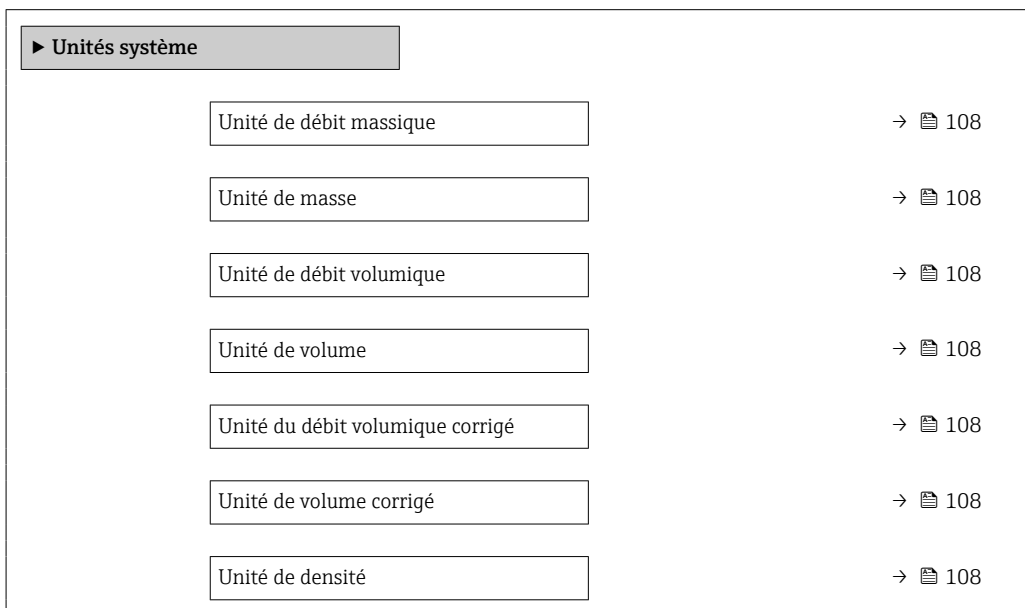 ▶ Unités système
Unité de débit massique → 🖹 108
Unité de masse → 🖹 108
Unité de débit volumique → 🖹 108
Unité de volume → 🖹 108
Unité du débit volumique corrigé → 🖹 108
Unité de volume corrigé → 🖹 108
Unité de densité → 🖹 108